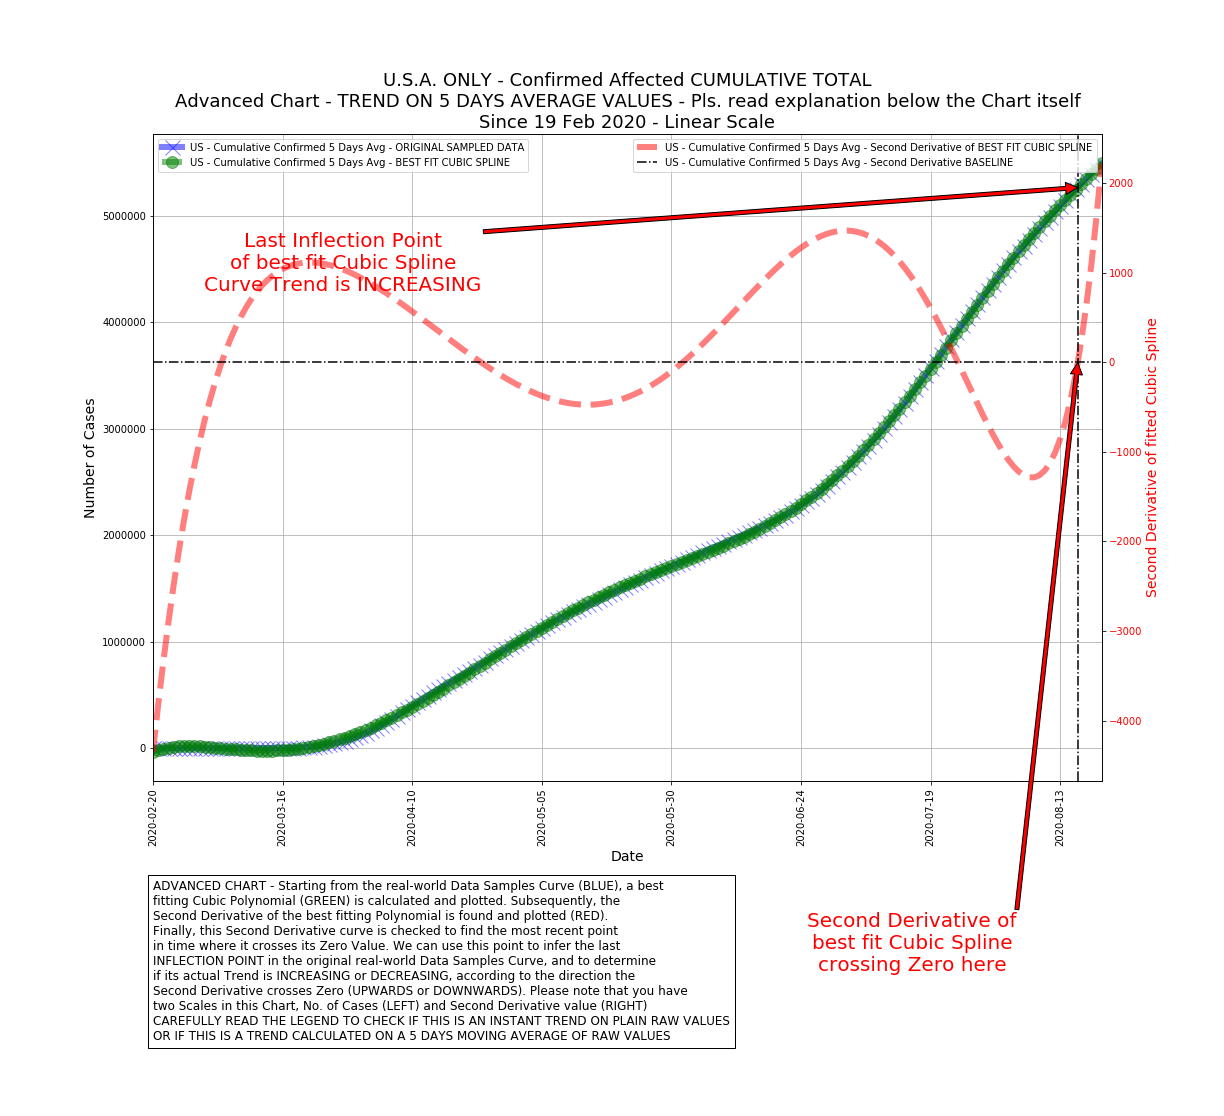 U.S.A. ONLY - Confirmed Affected CUMULATIVE TOTAL
Advanced Chart - TREND ON 5 DAYS AVERAGE VALUES - Pls. read explanation below the Chart itself
Since 19 Feb 2020 - Linear Scale
US - Cumulative Confirmed 5 Days Avg - ORIGINAL SAMPLED DATA
US - Cumulative Confirmed 5 Days Avg - BEST FIT CUBIC SPLINE
US - Cumulative Confirmed 5 Days Avg - Second Derivative of BEST FIT CUBIC SPLINE
US - Cumulative Confirmed 5 Days Avg - Second Derivative BASELINE
Last Inflection Point
of best fit Cubic Spline
Curve Trend is INCREASING
Number of Cases
5000000
4000000
3000000
2000000
1000000
0
2000
1000
0
−1000
−2000
−3000
−4000
Second Derivative of fitted Cubic Spline
2020-02-20
2020-03-16
2020-04-10
2020-05-05
2020-05-30
2020-06-24
2020-07-19
2020-08-13
Date
ADVANCED CHART - Starting from the real-world Data Samples Curve (BLUE), a best
fitting Cubic Polynomial (GREEN) is calculated and plotted. Subsequently, the
Second Derivative of the best fitting Polynomial is found and plotted (RED).
Finally, this Second Derivative curve is checked to find the most recent point
in time where it crosses its Zero Value. We can use this point to infer the last
INFLECTION POINT in the original real-world Data Samples Curve, and to determine
if its actual Trend is INCREASING or DECREASING, according to the direction the
Second Derivative crosses Zero (UPWARDS or DOWNWARDS). Please note that you have
two Scales in this Chart, No. of Cases (LEFT) and Second Derivative value (RIGHT)
CAREFULLY READ THE LEGEND TO CHECK IF THIS IS AN INSTANT TREND ON PLAIN RAW VALUES
OR IF THIS IS A TREND CALCULATED ON A 5 DAYS MOVING AVERAGE OF RAW VALUES
Second Derivative of
best fit Cubic Spline
crossing Zero here